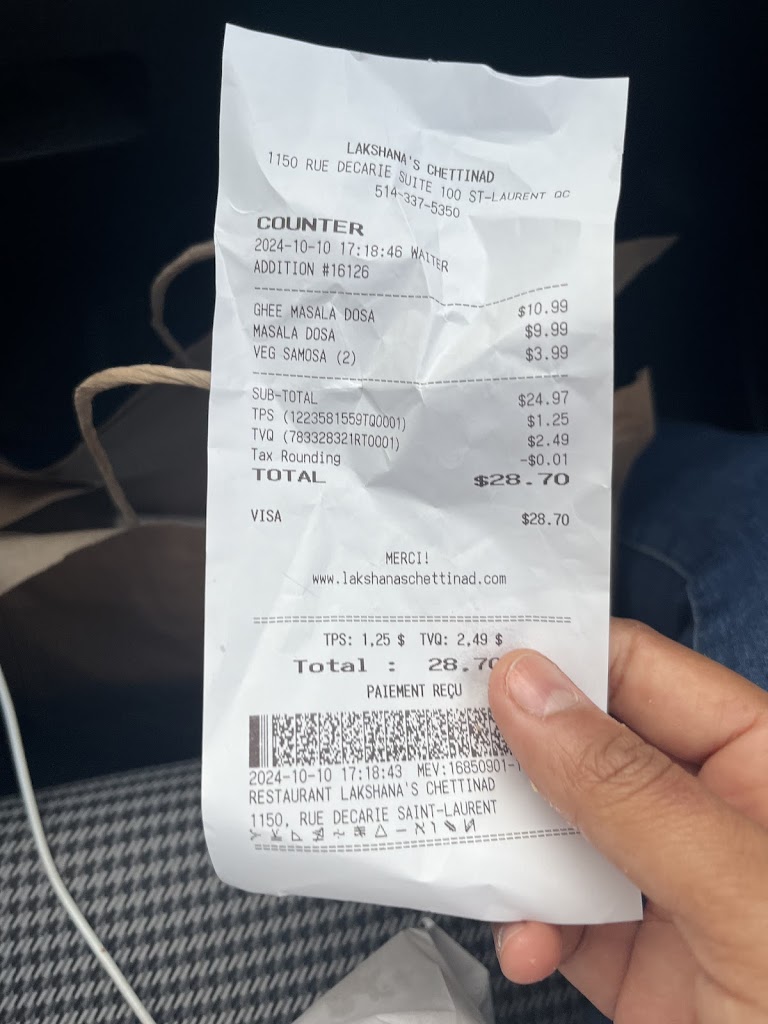 LAKSHANA'S CHETTINAD
1150 RUE DECARIE SUITE 100 ST-LAURENT QC
514-337-5350
COUNTER
2024-10-10 17:18:46 WAITER
ADDITION #16126
GHEE MASALA DOSA $10.99
MASALA DOSA $9.99
VEG SAMOSA (2) $3.99
SUB-TOTAL $24.97
TPS (1223581559TQ0001) $1.25
TVQ (783328321RT0001) $2.49
Tax Rounding -$0.01
TOTAL $28.70
VISA $28.70
MERCI!
www.lakshanaschettinad.com
TPS: 1,25 $ TVQ: 2,49 $
Total : 28,70
PAIEMENT REÇU
2024-10-10 17:18:43 MEV:16850901-
RESTAURANT LAKSHANA'S CHETTINAD
1150, RUE DECARIE SAINT-LAURENT